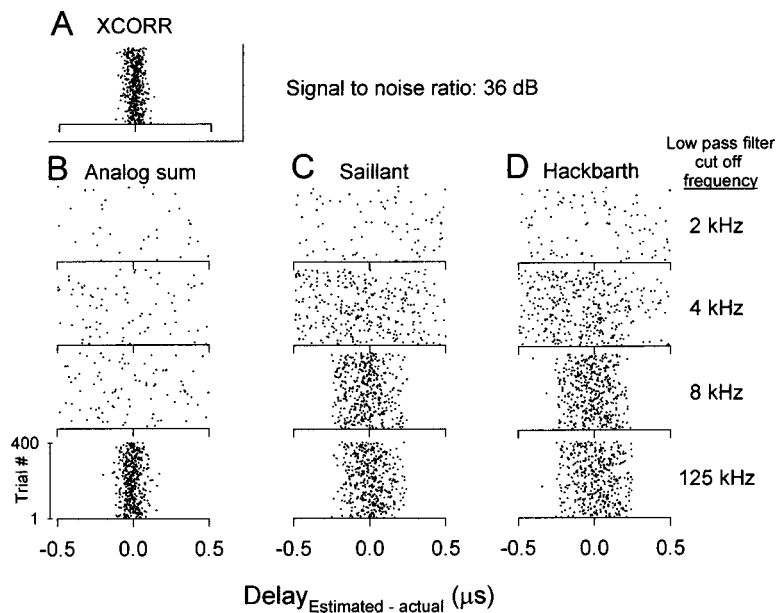 A XCORR
Signal to noise ratio: 36 dB
Low pass filter
cut off
frequency
B Analog sum
C Saillant
D Hackbarth
2 kHz
4 kHz
8 kHz
125 kHz
400
Trial #
1
-0.5 0.0 0.5
-0.5 0.0 0.5
-0.5 0.0 0.5
Delay Estimated - actual (μs)